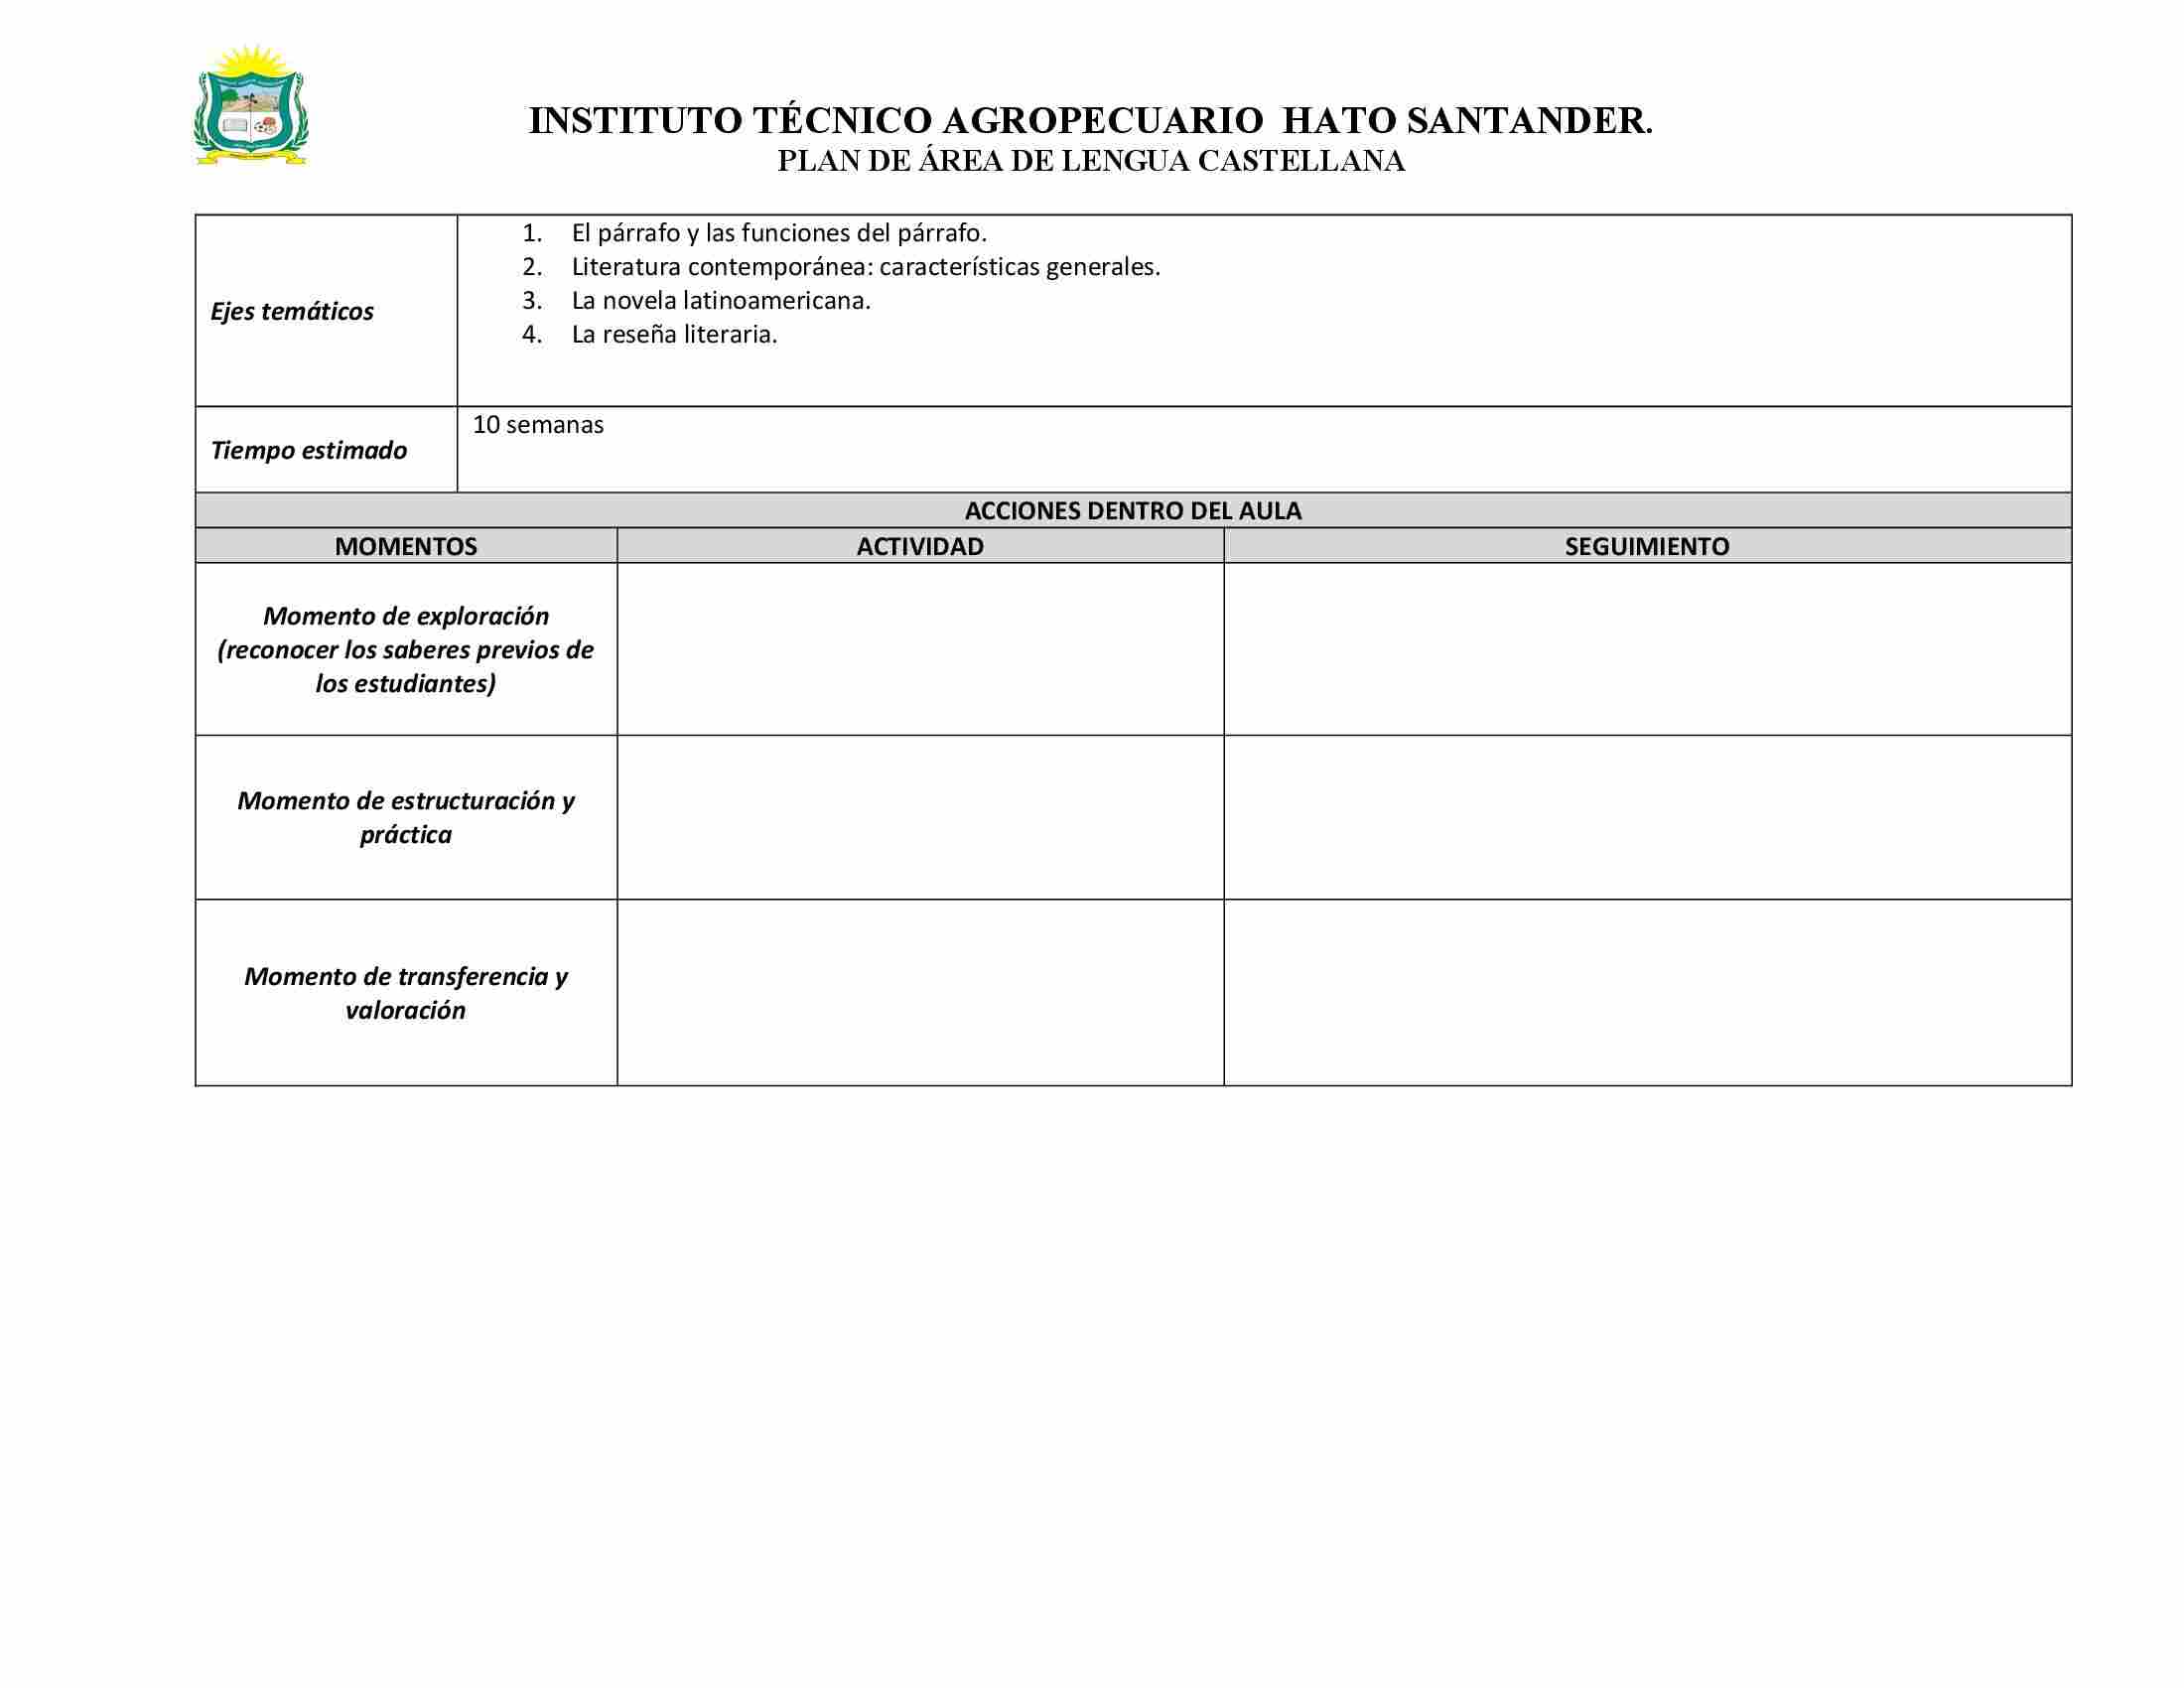 INSTITUTO TÉCNICO AGROPECUARIO HATO SANTANDER.
PLAN DE ÁREA DE LENGUA CASTELLANA
Ejes temáticos
1. El párrafo y las funciones del párrafo.
2. Literatura contemporánea: características generales.
3. La novela latinoamericana.
4. La reseña literaria.
Tiempo estimado
10 semanas
ACCIONES DENTRO DEL AULA
MOMENTOS ACTIVIDAD SEGUIMIENTO
Momento de exploración
(reconocer los saberes previos de
los estudiantes)
Momento de estructuración y
práctica
Momento de transferencia y
valoración